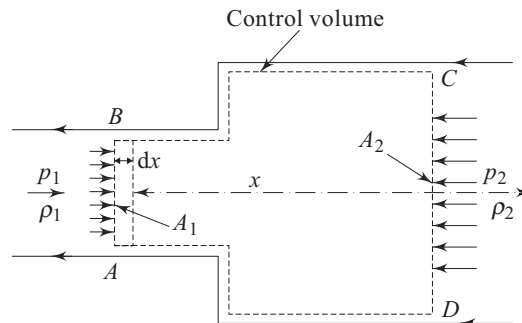 Control volume
C
B
dx
A₂
p₁
x
p₂
ρ₁
ρ₂
A₁
A
D